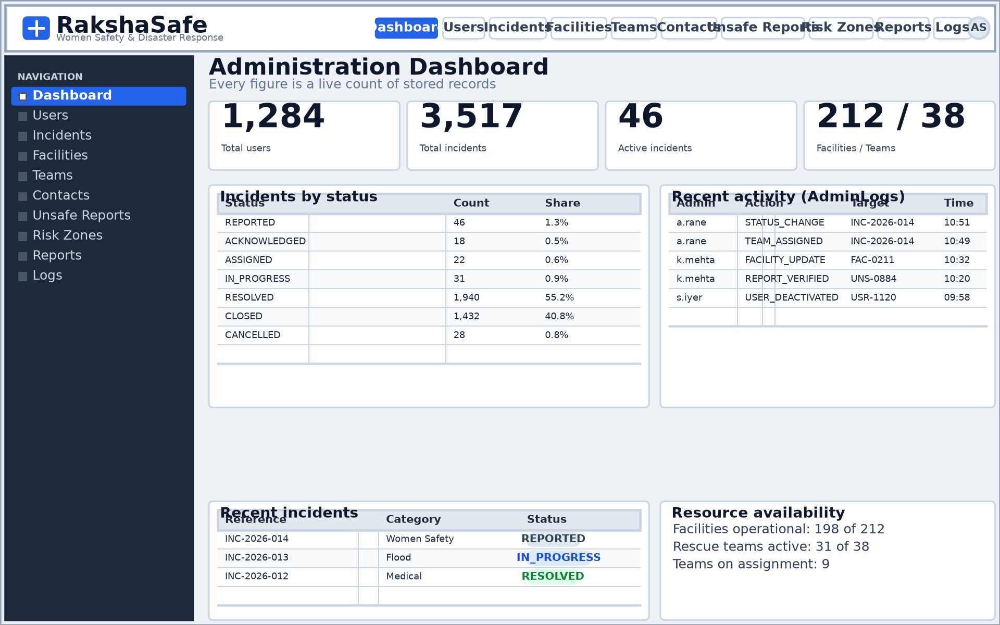 RakshaSafe
Women Safety & Disaster Response
Dashboard Users Incidents Facilities Teams Contacts Unsafe Reports Risk Zones Reports Logs AS
NAVIGATION
Dashboard
Users
Incidents
Facilities
Teams
Contacts
Unsafe Reports
Risk Zones
Reports
Logs
Administration Dashboard
Every figure is a live count of stored records
1,284
Total users
3,517
Total incidents
46
Active incidents
212 / 38
Facilities / Teams
Incidents by status
Status Count Share
REPORTED 46 1.3%
ACKNOWLEDGED 18 0.5%
ASSIGNED 22 0.6%
IN_PROGRESS 31 0.9%
RESOLVED 1,940 55.2%
CLOSED 1,432 40.8%
CANCELLED 28 0.8%
Recent activity (AdminLogs)
Admin Action Target Time
a.rane STATUS_CHANGE INC-2026-014 10:51
a.rane TEAM_ASSIGNED INC-2026-014 10:49
k.mehta FACILITY_UPDATE FAC-0211 10:32
k.mehta REPORT_VERIFIED UNS-0884 10:20
s.iyer USER_DEACTIVATED USR-1120 09:58
Recent incidents
Reference Category Status
INC-2026-014 Women Safety REPORTED
INC-2026-013 Flood IN_PROGRESS
INC-2026-012 Medical RESOLVED
Resource availability
Facilities operational: 198 of 212
Rescue teams active: 31 of 38
Teams on assignment: 9